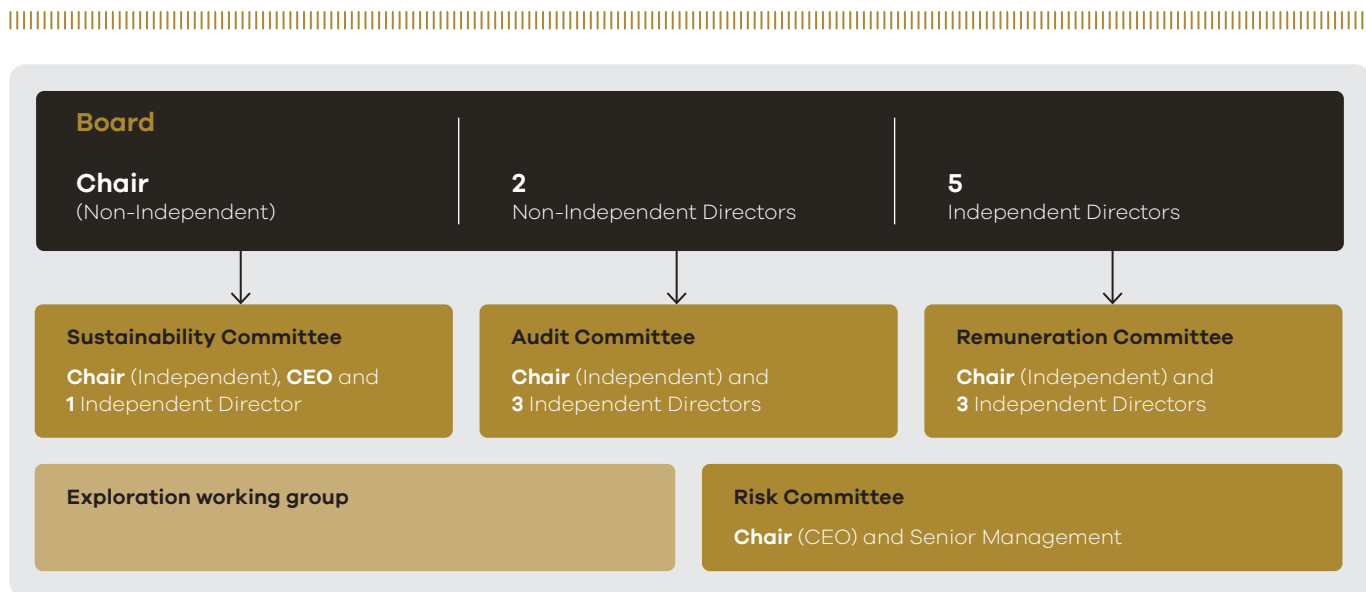 Board
Chair
(Non-Independent)
2
Non-Independent Directors
5
Independent Directors
Sustainability Committee
Chair (Independent), CEO and
1 Independent Director
Audit Committee
Chair (Independent) and
3 Independent Directors
Remuneration Committee
Chair (Independent) and
3 Independent Directors
Exploration working group
Risk Committee
Chair (CEO) and Senior Management